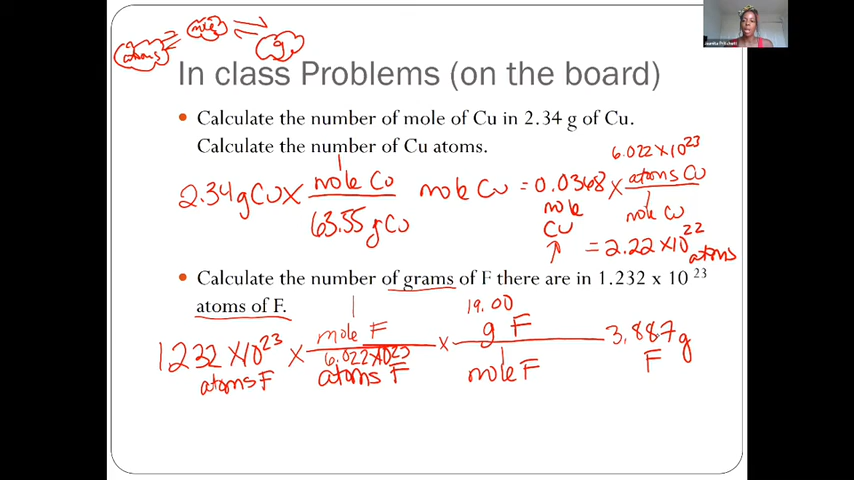 atoms ⇌ mole ⇌ g
Juanita Pritchett
In class Problems (on the board)
• Calculate the number of mole of Cu in 2.34 g of Cu.
Calculate the number of Cu atoms.
2.34 g Cu x 1 mole Cu / 63.55 g Cu mole Cu = 0.0368 mole Cu x 6.022 x 10^23 atoms Cu / 1 mole Cu
↑ = 2.22 x 10^22 atoms
• Calculate the number of grams of F there are in 1.232 x 10 23
atoms of F.
1.232 x 10^23 atoms F x 1 mole F / 6.022 x 10^23 atoms F x 19.00 g F / 1 mole F 3.887 g F